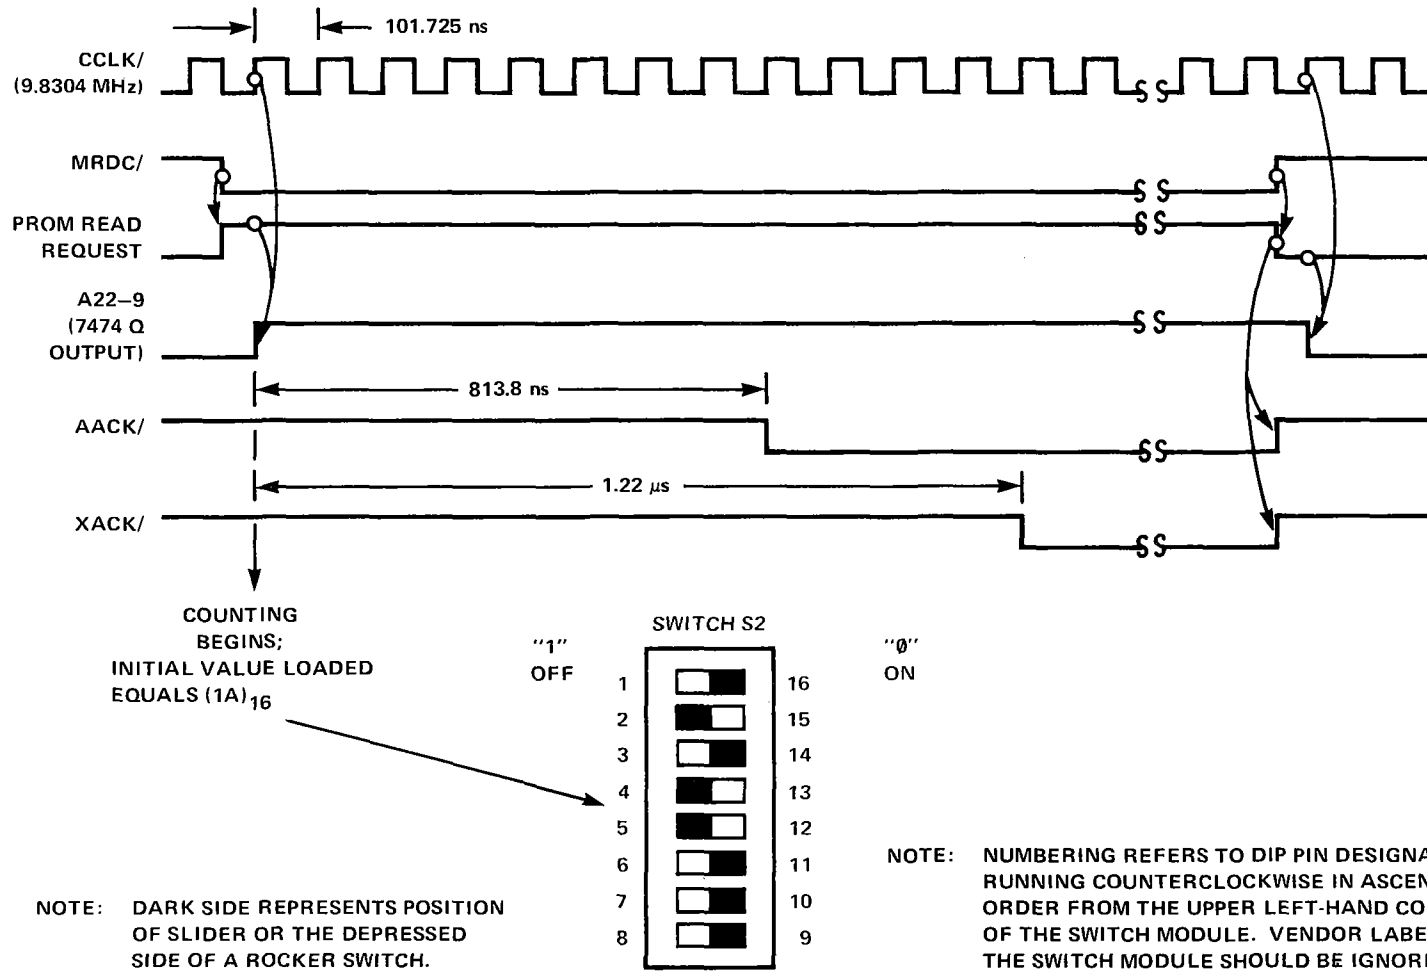 101.725 ns
CCLK/
(9.8304 MHz)
MRDC/
PROM READ
REQUEST
A22–9
(7474 Q
OUTPUT)
813.8 ns
AACK/
1.22 µs
XACK/
COUNTING
BEGINS;
INITIAL VALUE LOADED
EQUALS (1A)16
SWITCH S2
"1"
OFF
"0"
ON
1 16
2 15
3 14
4 13
5 12
6 11
7 10
8 9
NOTE: DARK SIDE REPRESENTS POSITION
OF SLIDER OR THE DEPRESSED
SIDE OF A ROCKER SWITCH.
NOTE: NUMBERING REFERS TO DIP PIN
RUNNING COUNTERCLOCKWISE IN
ORDER FROM THE UPPER LEFT-HAND
OF THE SWITCH MODULE. VENDOR
THE SWITCH MODULE SHOULD BE